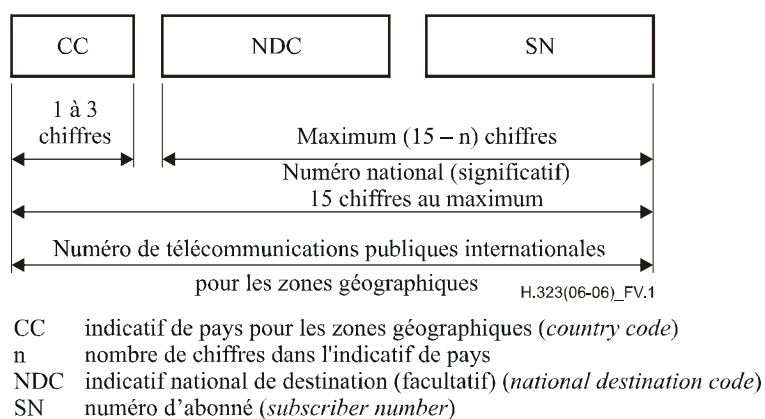 CC NDC SN
1 à 3
chiffres
Maximum (15 – n) chiffres
Numéro national (significatif)
15 chiffres au maximum
Numéro de télécommunications publiques internationales
pour les zones géographiques
H.323(06-06)_FV.1
CC indicatif de pays pour les zones géographiques (country code)
n nombre de chiffres dans l'indicatif de pays
NDC indicatif national de destination (facultatif) (national destination code)
SN numéro d’abonné (subscriber number)